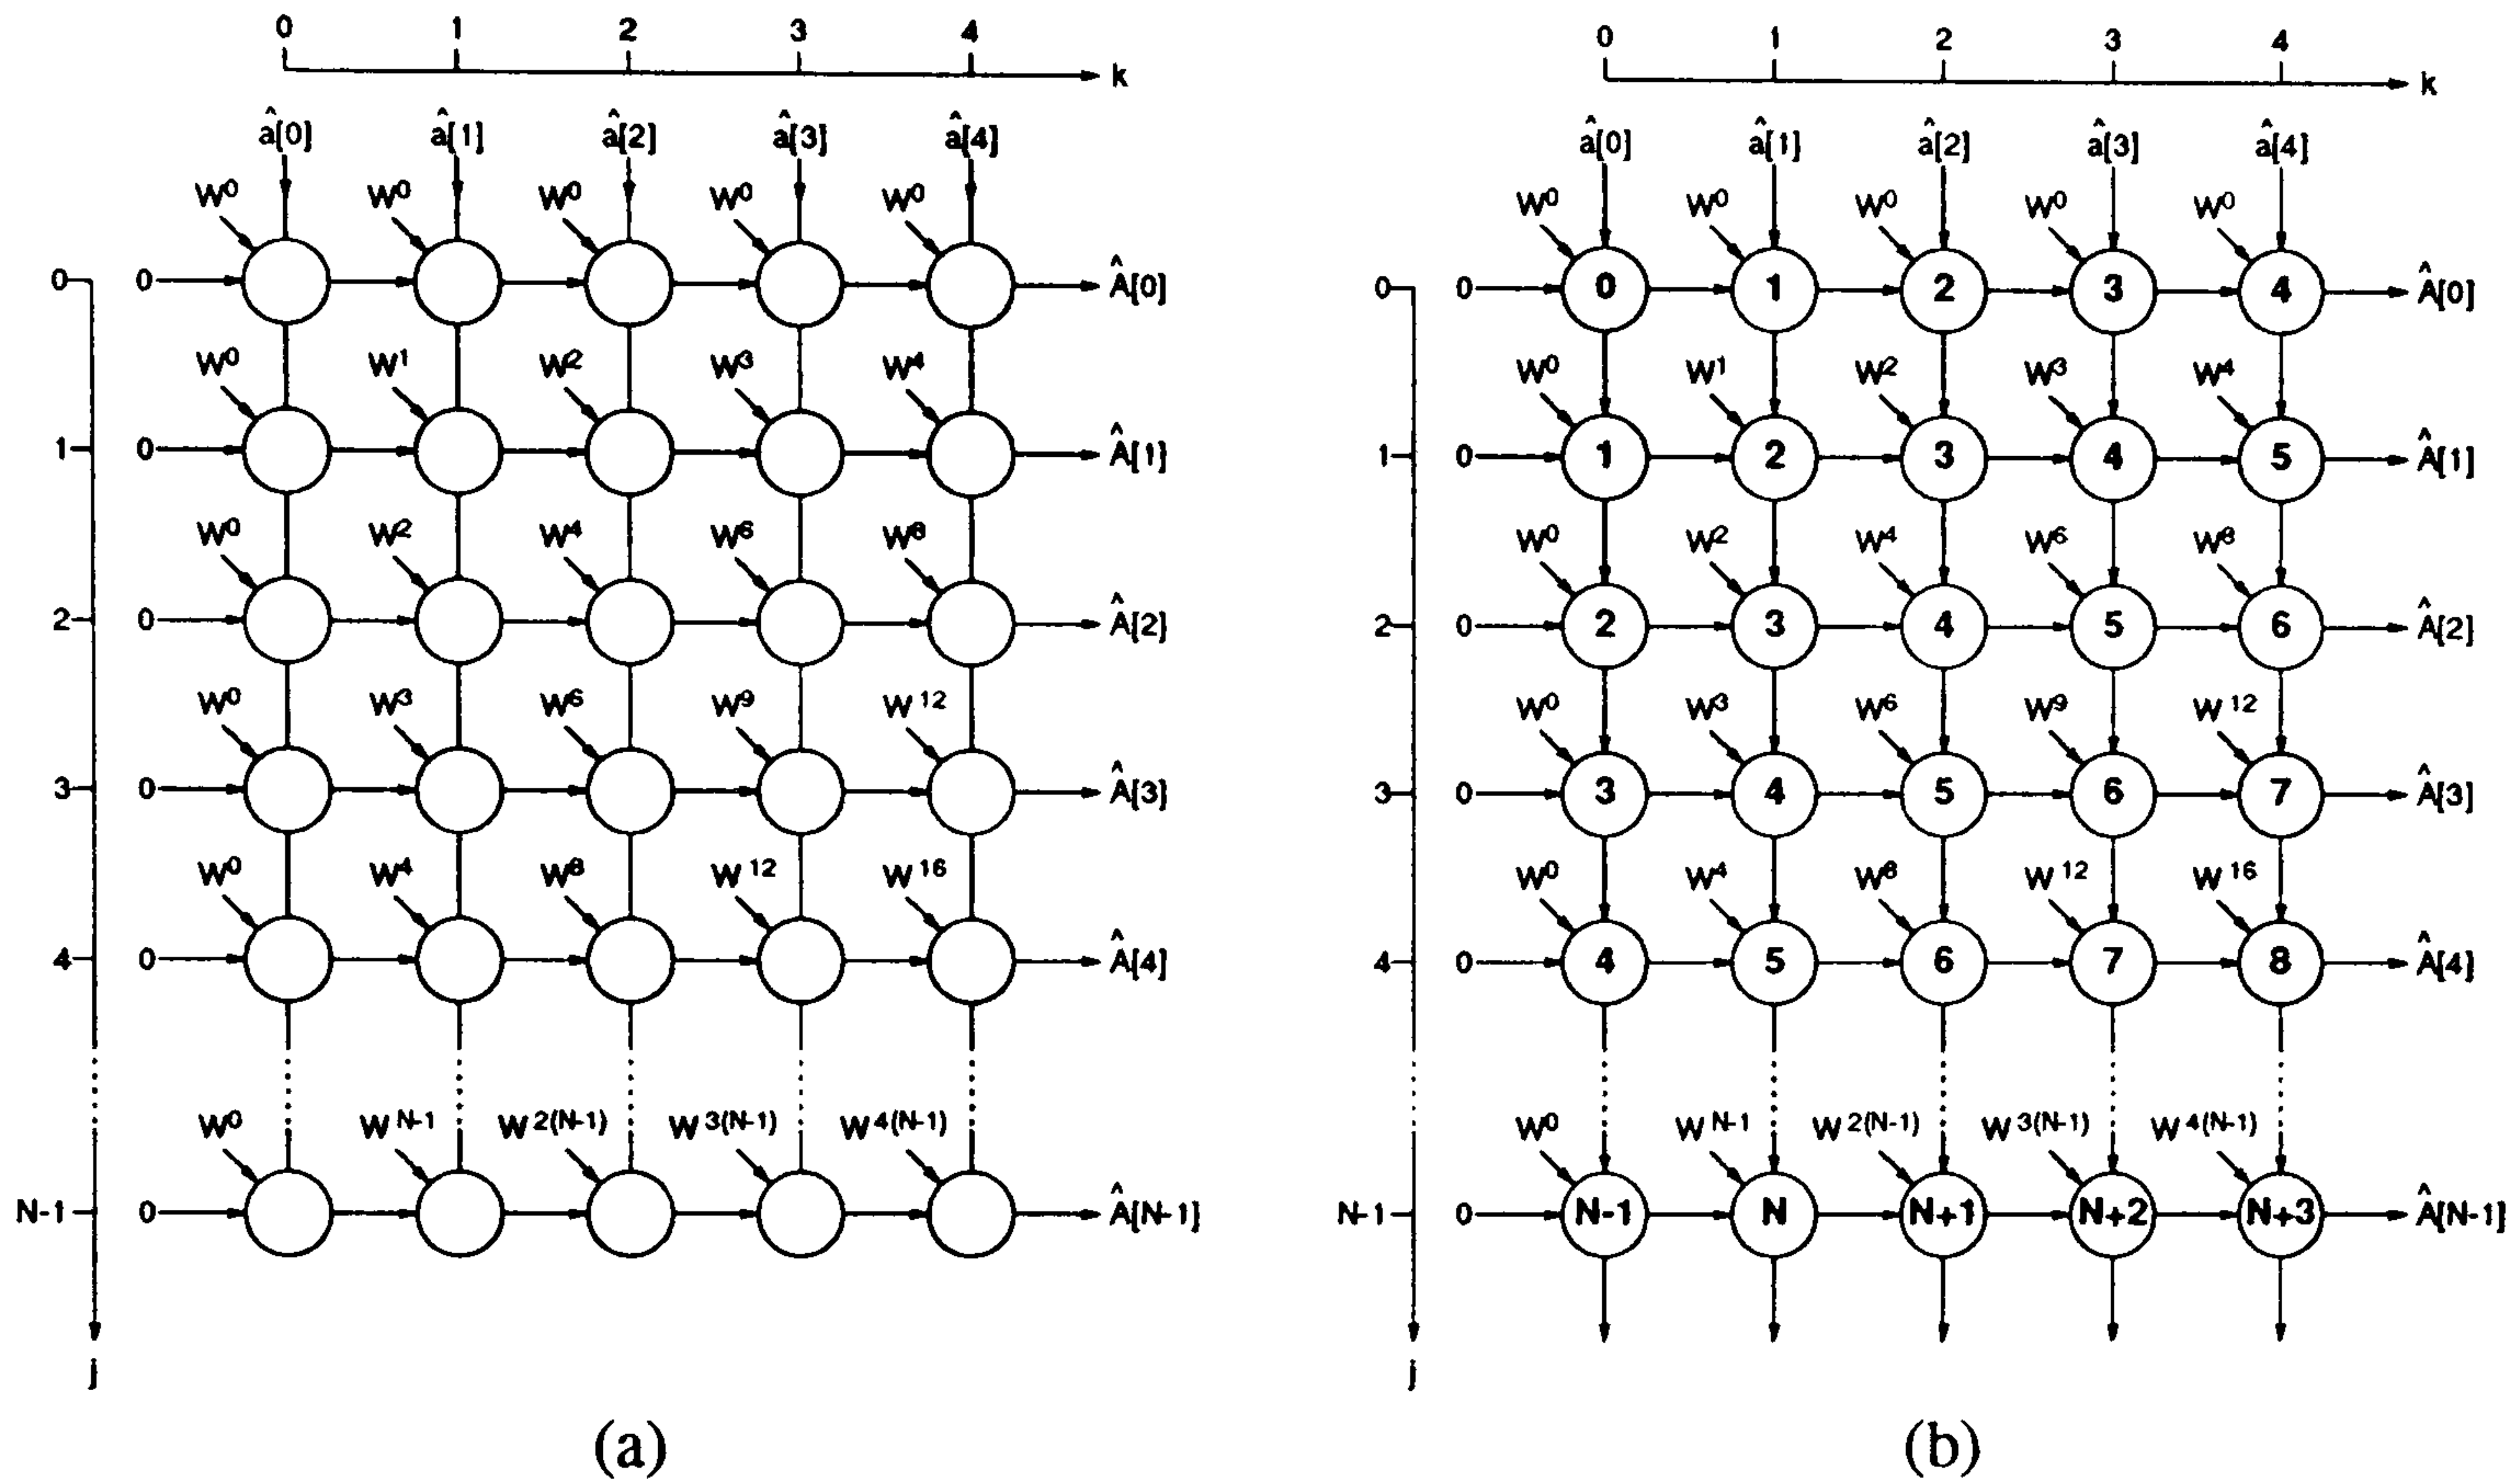 0 1 2 3 4
k
â[0] â[1] â[2] â[3] â[4]
W⁰ W⁰ W⁰ W⁰ W⁰
0 0 Â[0]
W⁰ W¹ W² W³ W⁴
1 0 Â[1]
W⁰ W² W⁴ W⁶ W⁸
2 0 Â[2]
W⁰ W³ W⁶ W⁹ W¹²
3 0 Â[3]
W⁰ W⁴ W⁸ W¹² W¹⁶
4 0 Â[4]
W⁰ Wᴺ⁻¹ W²⁽ᴺ⁻¹⁾ W³⁽ᴺ⁻¹⁾ W⁴⁽ᴺ⁻¹⁾
N-1 0 Â[N-1]
j
(a)
0 1 2 3 4
k
â[0] â[1] â[2] â[3] â[4]
W⁰ W⁰ W⁰ W⁰ W⁰
0 0 0 1 2 3 4 Â[0]
W⁰ W¹ W² W³ W⁴
1 0 1 2 3 4 5 Â[1]
W⁰ W² W⁴ W⁶ W⁸
2 0 2 3 4 5 6 Â[2]
W⁰ W³ W⁶ W⁹ W¹²
3 0 3 4 5 6 7 Â[3]
W⁰ W⁴ W⁸ W¹² W¹⁶
4 0 4 5 6 7 8 Â[4]
W⁰ Wᴺ⁻¹ W²⁽ᴺ⁻¹⁾ W³⁽ᴺ⁻¹⁾ W⁴⁽ᴺ⁻¹⁾
N-1 0 N-1 N N+1 N+2 N+3 Â[N-1]
j
(b)